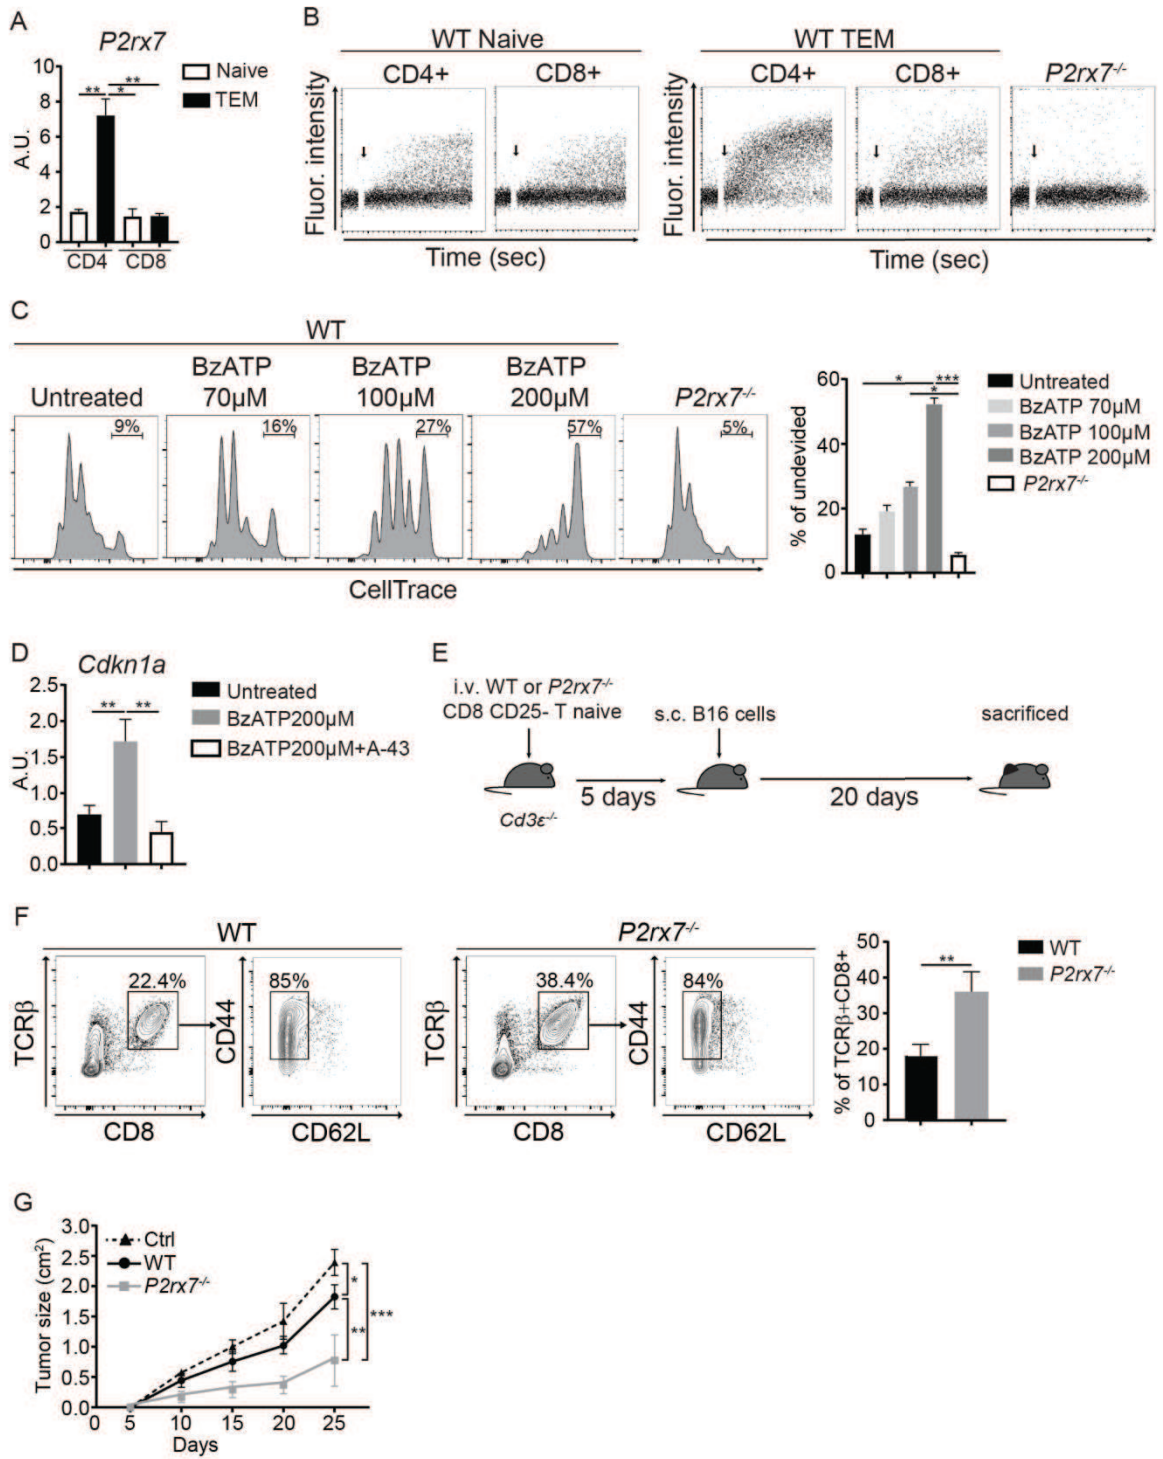 A
P2rx7
10
8
6
4
2
0
A.U.
** * **
Naive
TEM
CD4 CD8
B
WT Naive
CD4+ CD8+
Fluor. intensity
Time (sec)
WT TEM
CD4+ CD8+ P2rx7-/-
Fluor. intensity
Time (sec)
C
WT
Untreated
BzATP
70µM
BzATP
100µM
BzATP
200µM
P2rx7-/-
9% 16% 27% 57% 5%
CellTrace
60
40
20
0
% of undevided
* *** *
Untreated
BzATP 70µM
BzATP 100µM
BzATP 200µM
P2rx7-/-
D
Cdkn1a
2.5
2.0
1.5
1.0
0.5
0.0
A.U.
** **
Untreated
BzATP200µM
BzATP200µM+A-43
E
i.v. WT or P2rx7-/-
CD8 CD25- T naive
s.c. B16 cells
sacrificed
5 days
20 days
Cd3ε-/-
F
WT
22.4% 85%
TCRβ
CD44
CD8 CD62L
P2rx7-/-
38.4% 84%
TCRβ
CD44
CD8 CD62L
50
40
30
20
10
0
% of TCRβ+CD8+
**
WT
P2rx7-/-
G
3.0
2.5
2.0
1.5
1.0
0.5
0.0
Tumor size (cm²)
Ctrl
WT
P2rx7-/-
* ** ***
0 5 10 15 20 25
Days